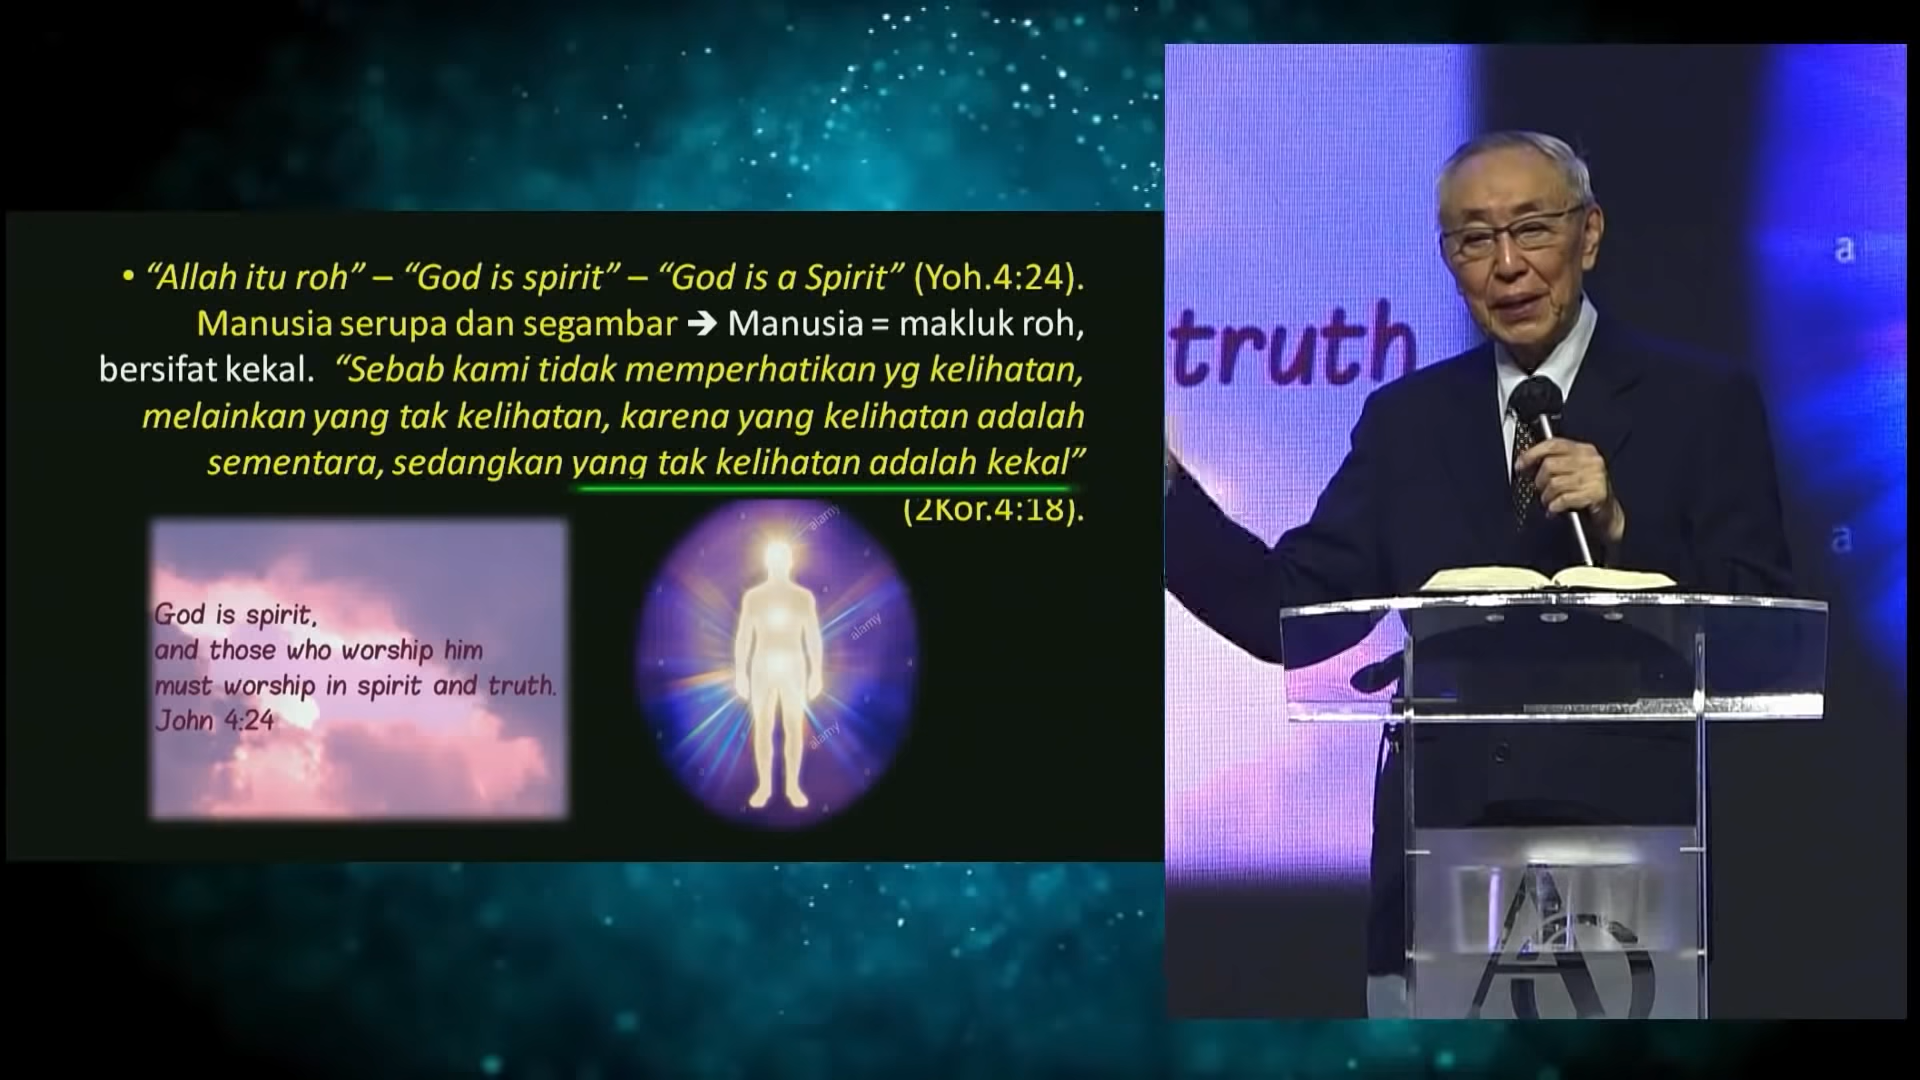 • “Allah itu roh” – “God is spirit” – “God is a Spirit” (Yoh.4:24).
Manusia serupa dan segambar ➔ Manusia = makluk roh,
bersifat kekal. “Sebab kami tidak memperhatikan yg kelihatan,
melainkan yang tak kelihatan, karena yang kelihatan adalah
sementara, sedangkan yang tak kelihatan adalah kekal”
(2Kor.4:18).
God is spirit,
and those who worship him
must worship in spirit and truth.
John 4:24
alamy
alamy
alamy
truth
a
a